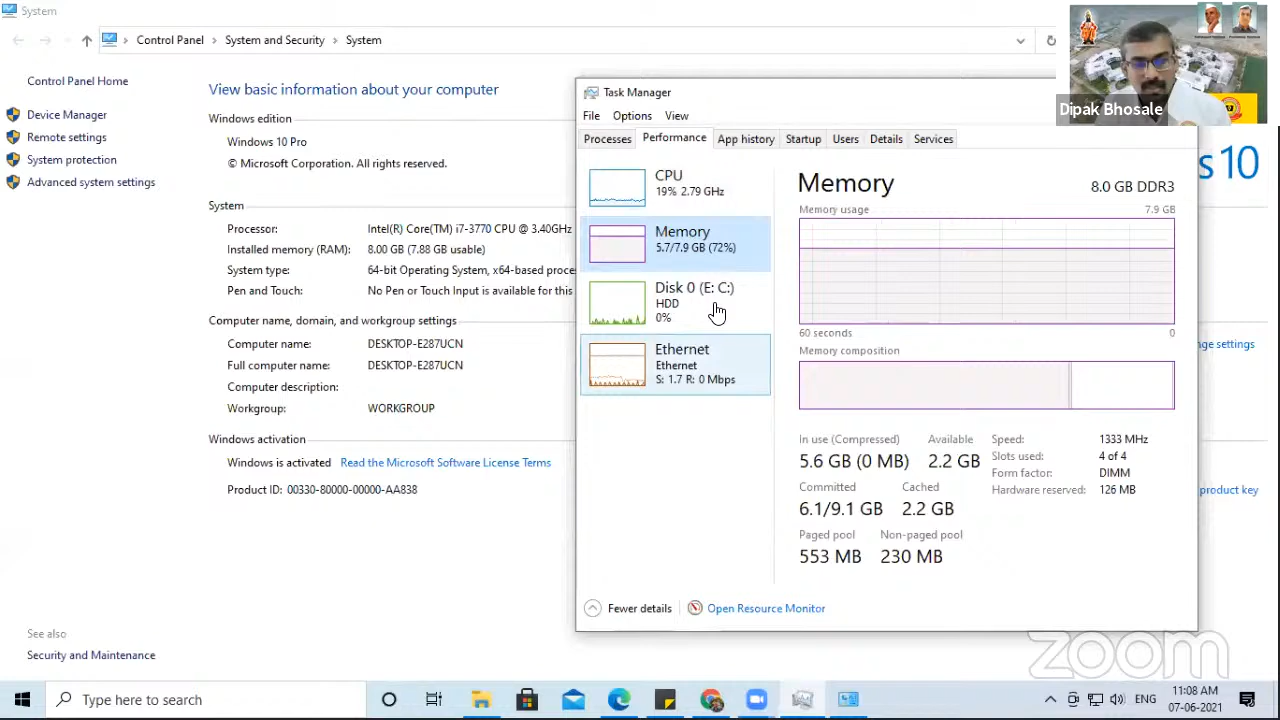 System
Control Panel
System and Security
System
Control Panel Home
Device Manager
Remote settings
System protection
Advanced system settings
See also
Security and Maintenance
View basic information about your computer
Windows edition
Windows 10 Pro
© Microsoft Corporation. All rights reserved.
System
Processor: Intel(R) Core(TM) i7-3770 CPU @ 3.40GHz
Installed memory (RAM): 8.00 GB (7.88 GB usable)
System type: 64-bit Operating System, x64-based
Pen and Touch: No Pen or Touch Input is available for this
Computer name, domain, and workgroup settings
Computer name: DESKTOP-E287UCN
Full computer name: DESKTOP-E287UCN
Computer description:
Workgroup: WORKGROUP
Windows activation
Windows is activated Read the Microsoft Software License Terms
Product ID: 00330-80000-00000-AA838
s 10
settings
product key
Task Manager
File Options View
Processes Performance App history Startup Users Details Services
CPU
19% 2.79 GHz
Memory
5.7/7.9 GB (72%)
Disk 0 (E: C:)
HDD
0%
Ethernet
Ethernet
S: 1.7 R: 0 Mbps
Memory 8.0 GB DDR3
Memory usage 7.9 GB
60 seconds 0
Memory composition
In use (Compressed) Available
5.6 GB (0 MB) 2.2 GB
Committed Cached
6.1/9.1 GB 2.2 GB
Paged pool Non-paged pool
553 MB 230 MB
Speed: 1333 MHz
Slots used: 4 of 4
Form factor: DIMM
Hardware reserved: 126 MB
Fewer details Open Resource Monitor
Dipak Bhosale
zoom
Type here to search
ENG
11:08 AM
07-06-2021